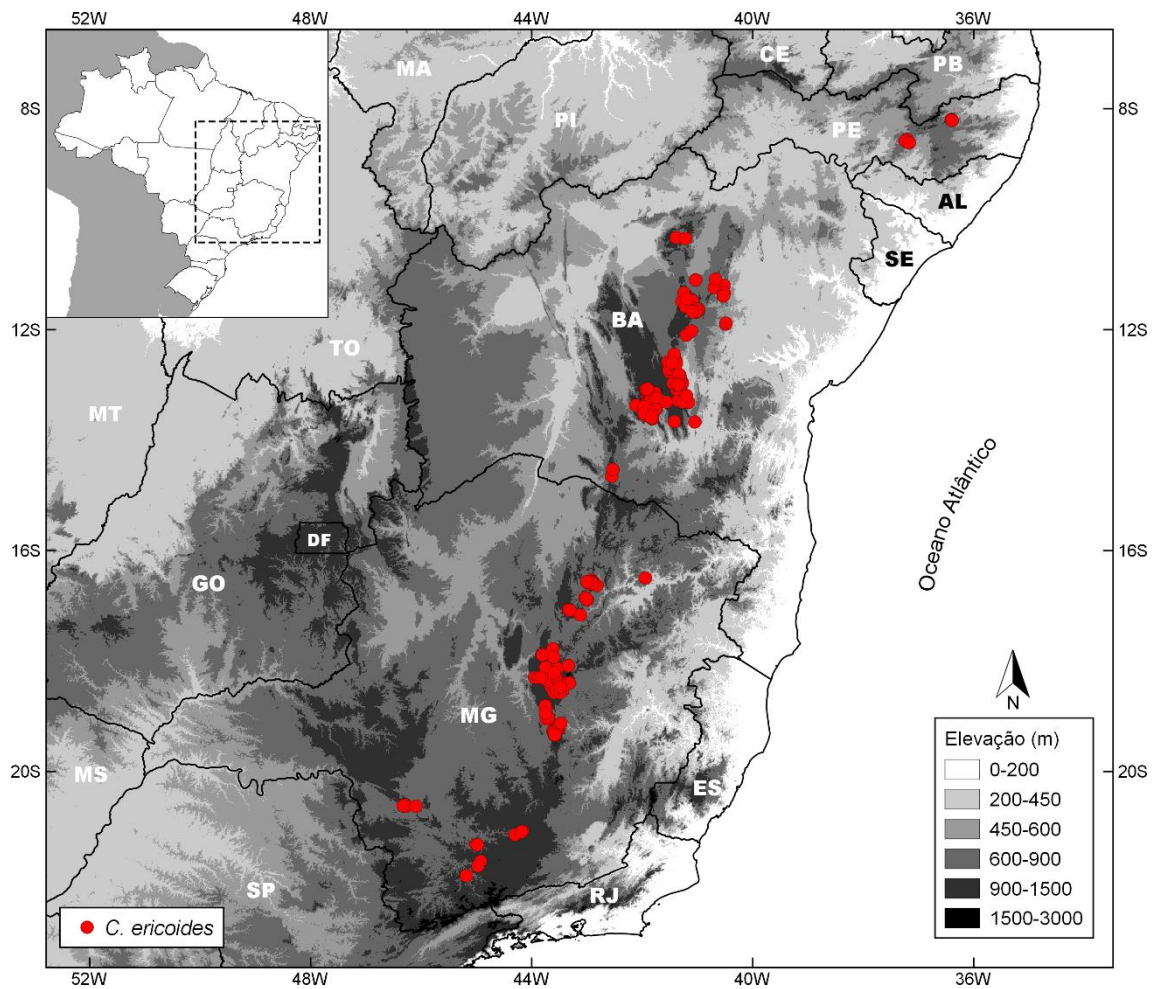 52W 48W 44W 40W 36W
CE
MA
PB
8S 8S
PI
PE
AL
SE
BA
12S 12S
TO
MT
Oceano Atlântico
DF
16S 16S
GO
N
MG
Elevação (m)
MS
20S 20S
ES
0-200
200-450
450-600
600-900
900-1500
1500-3000
SP
RJ
C. ericoides
52W 48W 44W 40W 36W